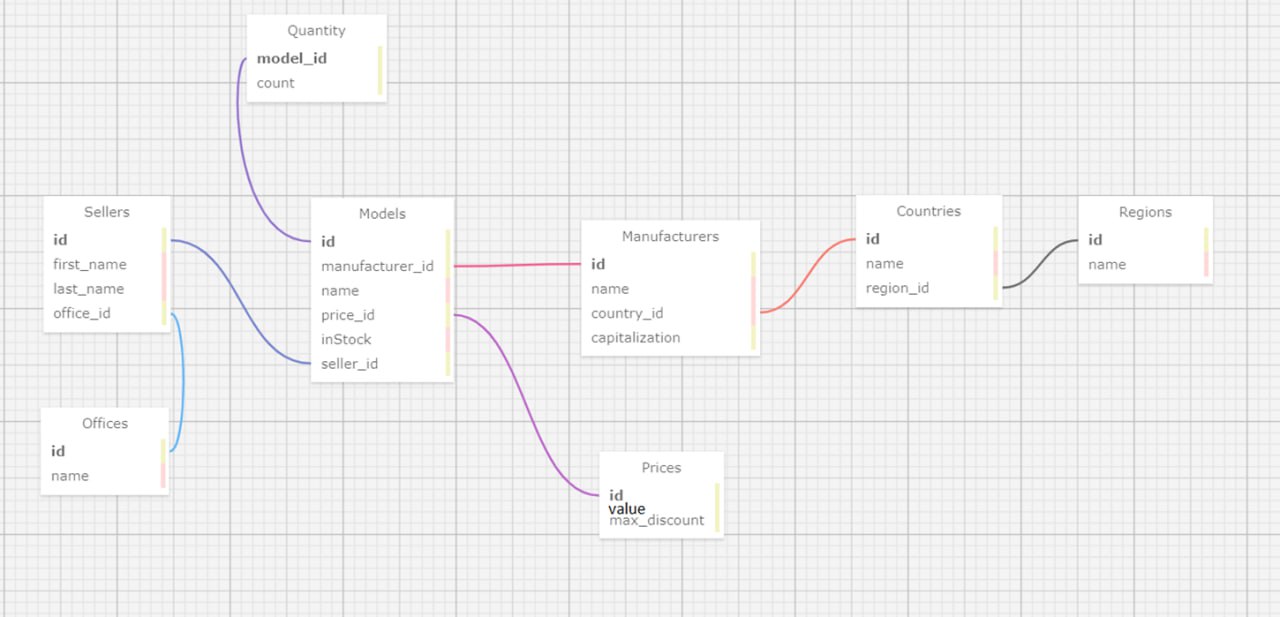 Quantity
model_id
count
Sellers
id
first_name
last_name
office_id
Models
id
manufacturer_id
name
price_id
inStock
seller_id
Manufacturers
id
name
country_id
capitalization
Countries
id
name
region_id
Regions
id
name
Offices
id
name
Prices
id
value
max_discount